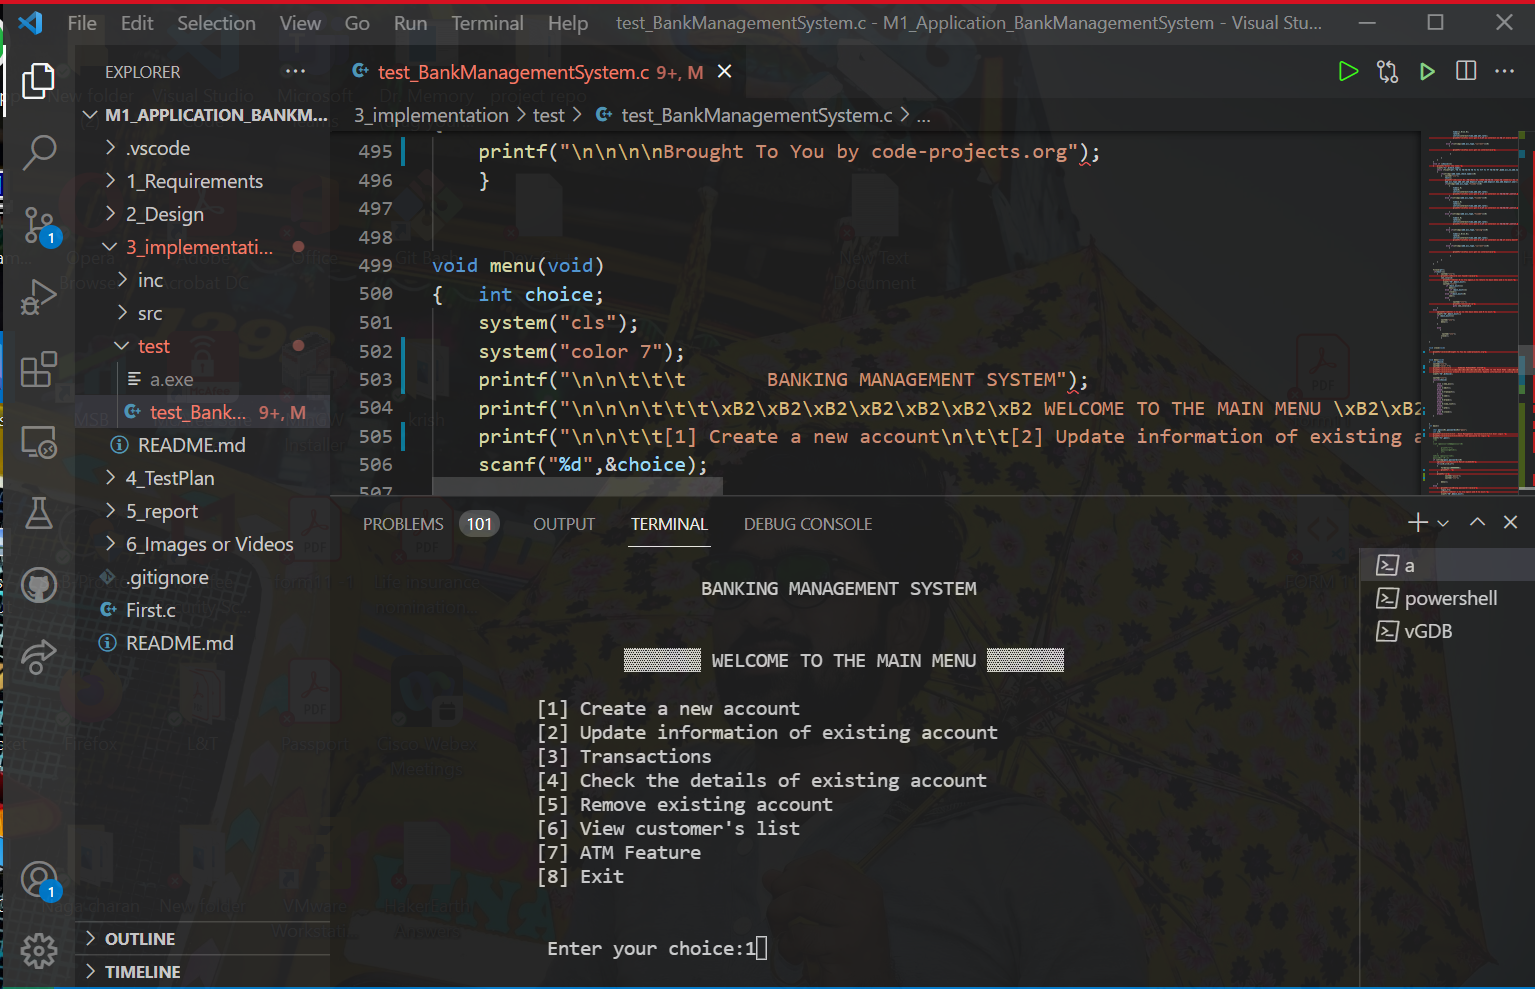 File Edit Selection View Go Run Terminal Help test_BankManagementSystem.c - M1_Application_BankManagementSystem - Visual Stu...
EXPLORER ...
test_BankManagementSystem.c 9+, M
M1_APPLICATION_BANKM...
.vscode
1_Requirements
2_Design
3_implementati...
inc
src
test
a.exe
test_Bank... 9+, M
README.md
4_TestPlan
5_report
6_Images or Videos
.gitignore
First.c
README.md
OUTLINE
TIMELINE
1
1
3_implementation > test > test_BankManagementSystem.c > ...
495 printf("\n\n\n\nBrought To You by code-projects.org");
496 }
497
498
499 void menu(void)
500 { int choice;
501 system("cls");
502 system("color 7");
503 printf("\n\n\t\t\t BANKING MANAGEMENT SYSTEM");
504 printf("\n\n\n\t\t\t\xB2\xB2\xB2\xB2\xB2\xB2\xB2 WELCOME TO THE MAIN MENU \xB2\xB2
505 printf("\n\n\t\t[1] Create a new account\n\t\t[2] Update information of existing a
506 scanf("%d",&choice);
507
PROBLEMS 101 OUTPUT TERMINAL DEBUG CONSOLE
BANKING MANAGEMENT SYSTEM
▒▒▒▒▒▒▒ WELCOME TO THE MAIN MENU ▒▒▒▒▒▒▒
[1] Create a new account
[2] Update information of existing account
[3] Transactions
[4] Check the details of existing account
[5] Remove existing account
[6] View customer's list
[7] ATM Feature
[8] Exit
Enter your choice:1
a
powershell
vGDB